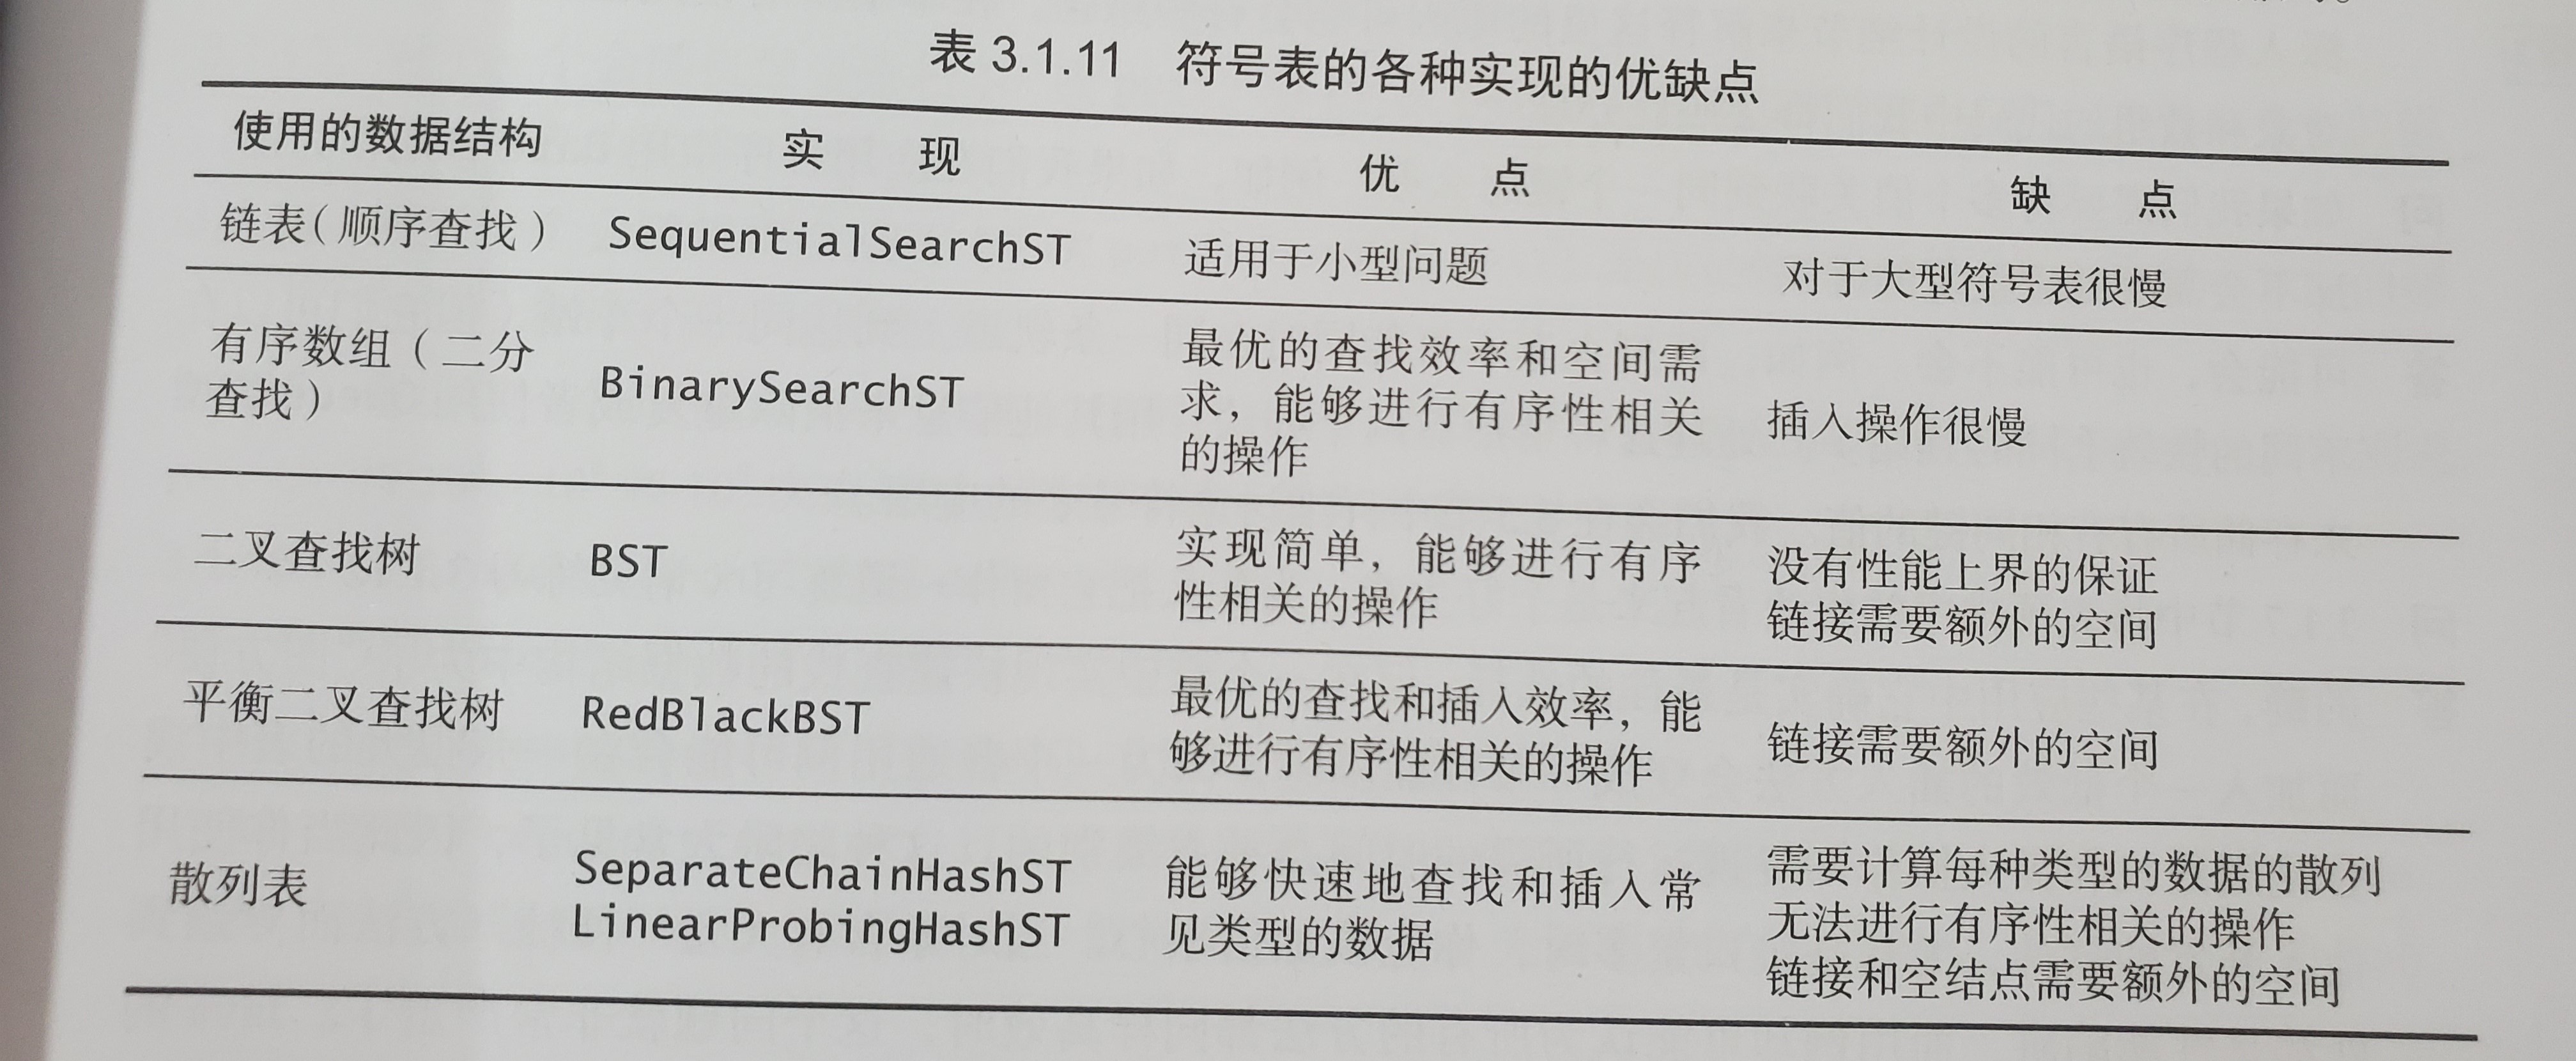 表 3.1.11 符号表的各种实现的优缺点
使用的数据结构 实 现 优 点 缺 点
链表（顺序查找） SequentialSearchST 适用于小型问题 对于大型符号表很慢
有序数组（二分
查找）
BinarySearchST
最优的查找效率和空间需
求，能够进行有序性相关
的操作
插入操作很慢
二叉查找树
BST
实现简单，能够进行有序
性相关的操作
没有性能上界的保证
链接需要额外的空间
平衡二叉查找树
RedBlackBST
最优的查找和插入效率，能
够进行有序性相关的操作
链接需要额外的空间
散列表
SeparateChainHashST
LinearProbingHashST
能够快速地查找和插入常
见类型的数据
需要计算每种类型的数据的散列
无法进行有序性相关的操作
链接和空结点需要额外的空间